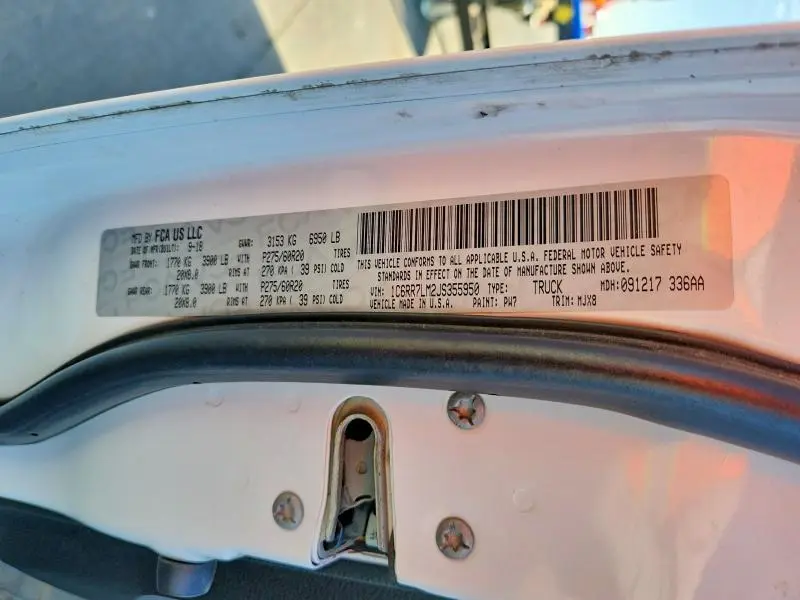 MFD BY FCA US LLC
DATE OF MFR(BUILT): 9-18 GVWR: 3153 KG 6950 LB
GAWR FRONT: 1770 KG 3900 LB WITH P275/60R20 TIRES
20X8.0 RIMS AT 270 KPA ( 39 PSI) COLD
GAWR REAR: 1770 KG 3900 LB WITH P275/60R20 TIRES
20X8.0 RIMS AT 270 KPA ( 39 PSI) COLD
THIS VEHICLE CONFORMS TO ALL APPLICABLE U.S.A. FEDERAL MOTOR VEHICLE SAFETY
STANDARDS IN EFFECT ON THE DATE OF MANUFACTURE SHOWN ABOVE.
VIN: 1C6RR7LM2JS355950 TYPE: TRUCK MDH: 091217 336AA
VEHICLE MADE IN U.S.A. PAINT: PW7 TRIM: MJX8